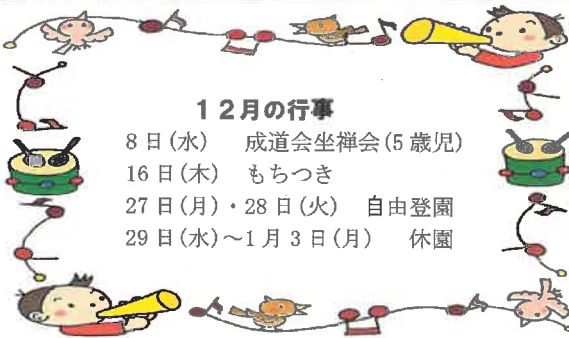 １２月の行事
8日(水)　成道会坐禅会(5歳児)
16日(木)　もちつき
27日(月)・28日(火)　自由登園
29日(水)～1月3日(月)　休園